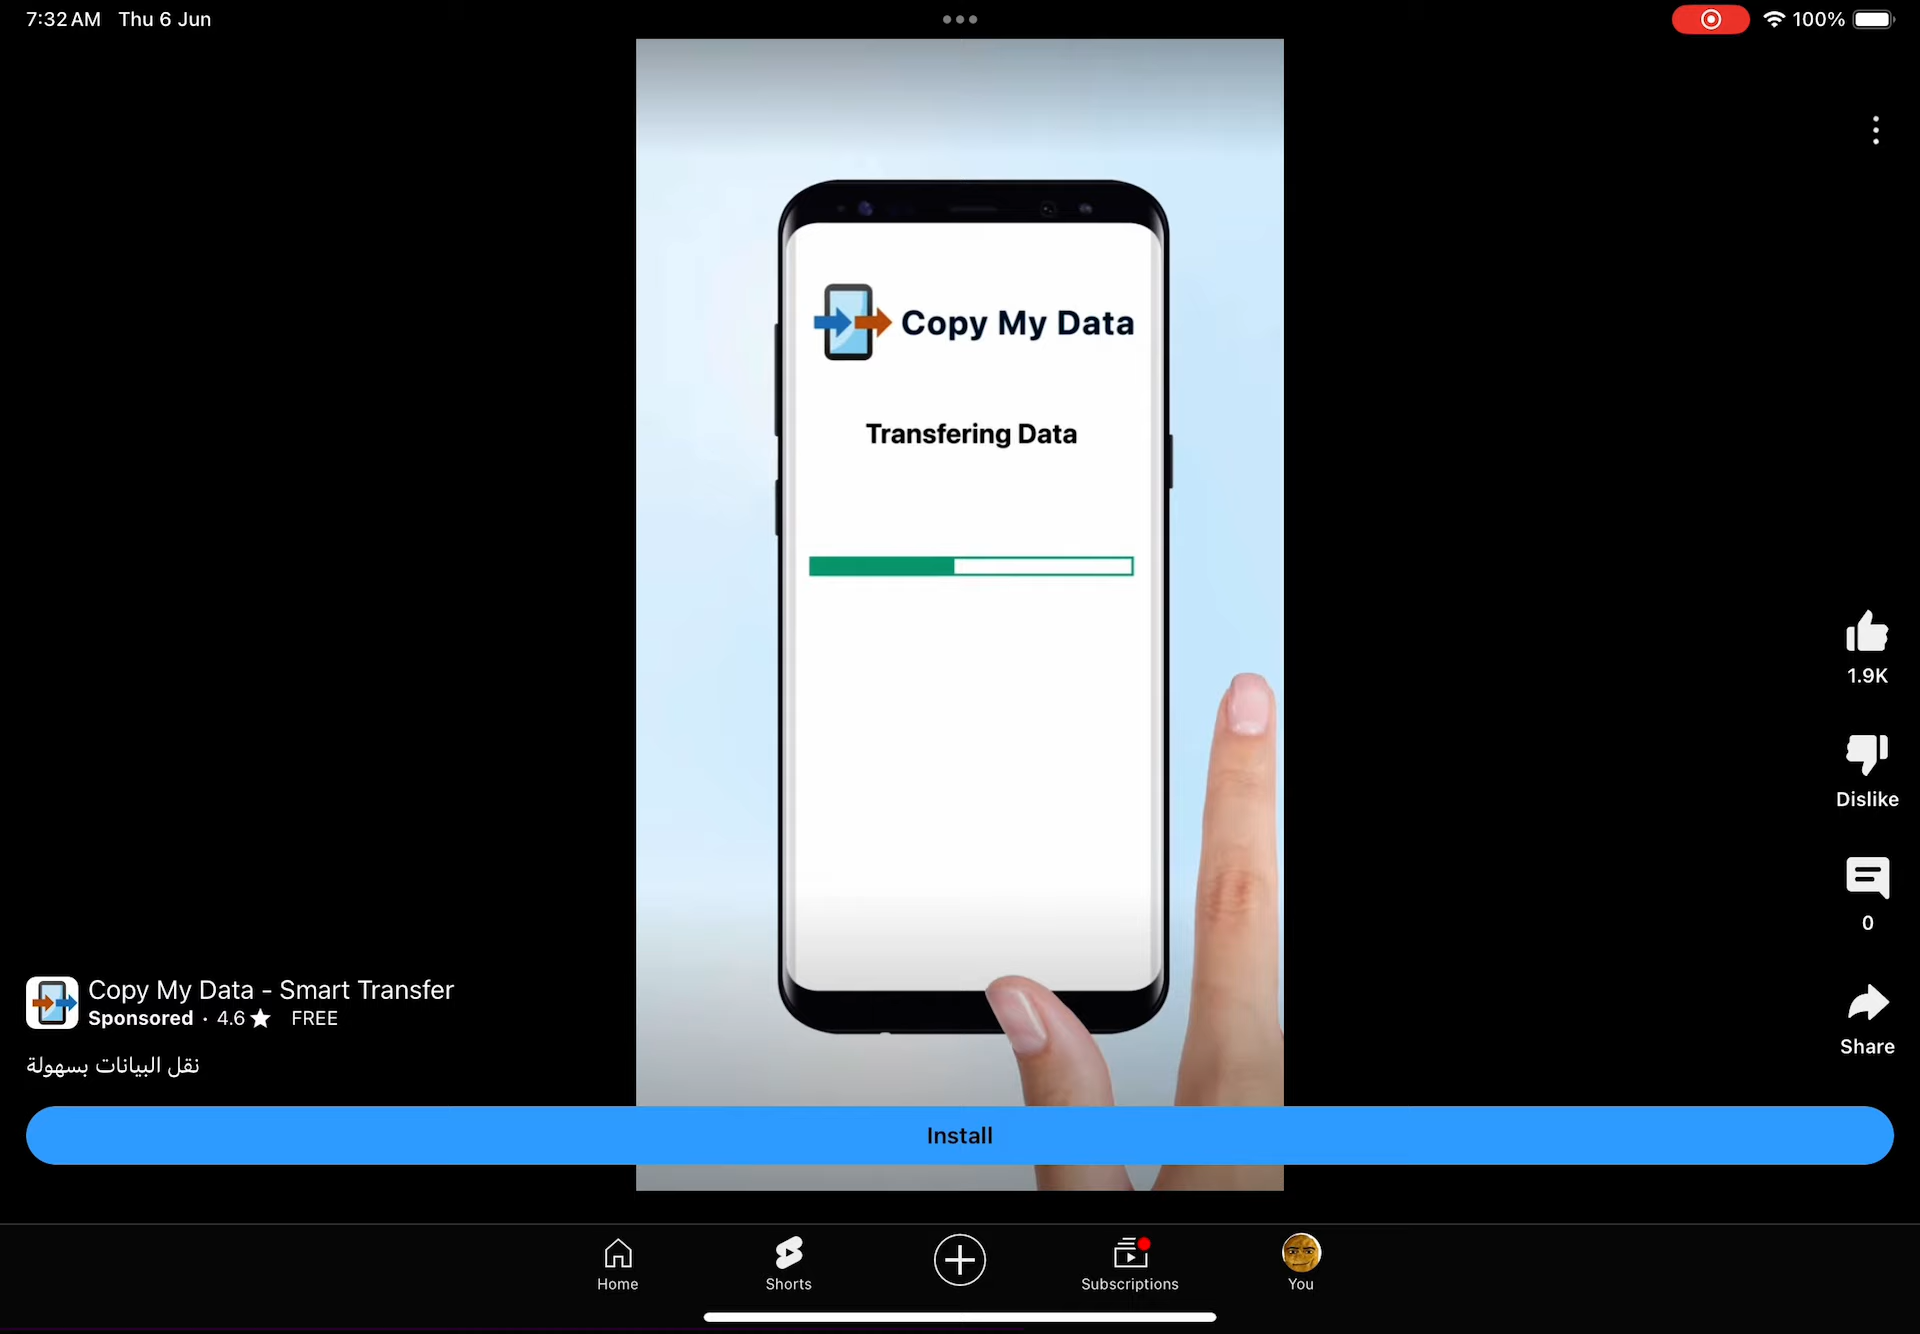 7:32 AM Thu 6 Jun
100%
Copy My Data
Transfering Data
1.9K
Dislike
0
Share
Copy My Data - Smart Transfer
Sponsored · 4.6★ FREE
نقل البيانات بسهولة
Install
Home
Shorts
Subscriptions
You